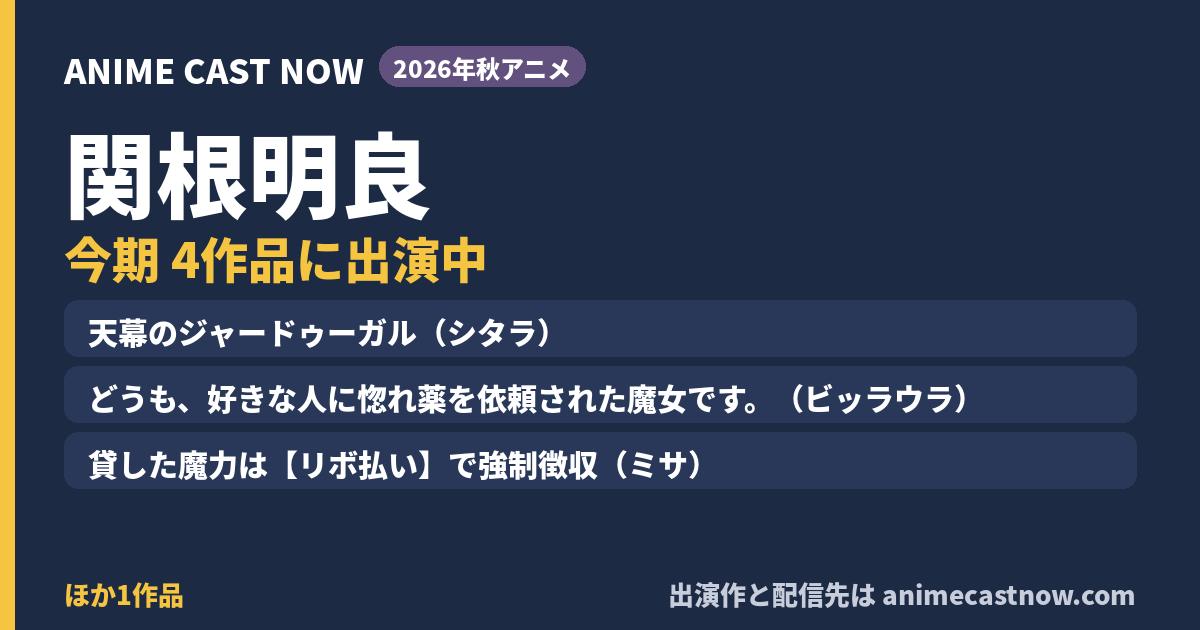 ANIME CAST NOW 2026年秋アニメ
関根明良
今期 4作品に出演中
天幕のジャードゥーガル（シタラ）
どうも、好きな人に惚れ薬を依頼された魔女です。（ビッラウラ）
貸した魔力は【リボ払い】で強制徴収（ミサ）
ほか1作品
出演作と配信先は animecastnow.com